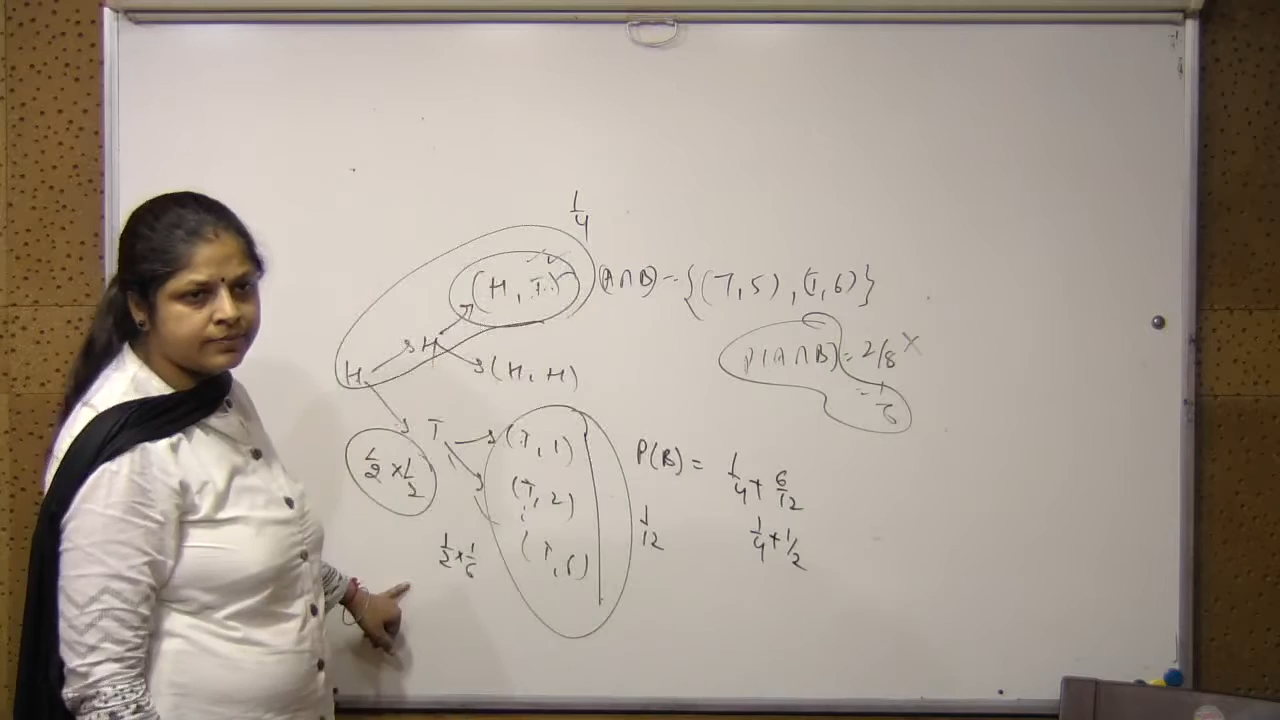 1/4
(H, T) (A∩B) = {(T,5), (T,6)}
H
(H, H)
P(A∩B) = 2/8 ×
= 1/6
H
T
(T, 1)
P(B) = 1/4 + 6/12
1/2 × 1/2
(T, 2)
1/12
1/4 + 1/2
1/2 × 1/6
(T, 6)